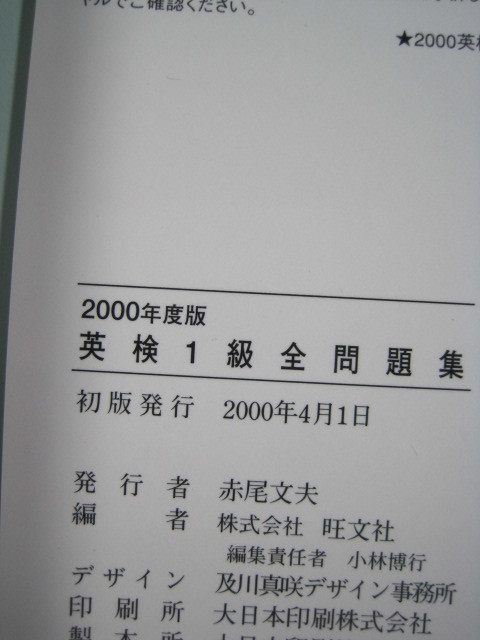 ヤルでご確認ください。
★2000英
2000年度版
英検1級全問題集
初版発行 2000年4月1日
発行者 赤尾文夫
編者 株式会社 旺文社
編集責任者 小林博行
デザイン 及川真咲デザイン事務所
印刷所 大日本印刷株式会社
製本所